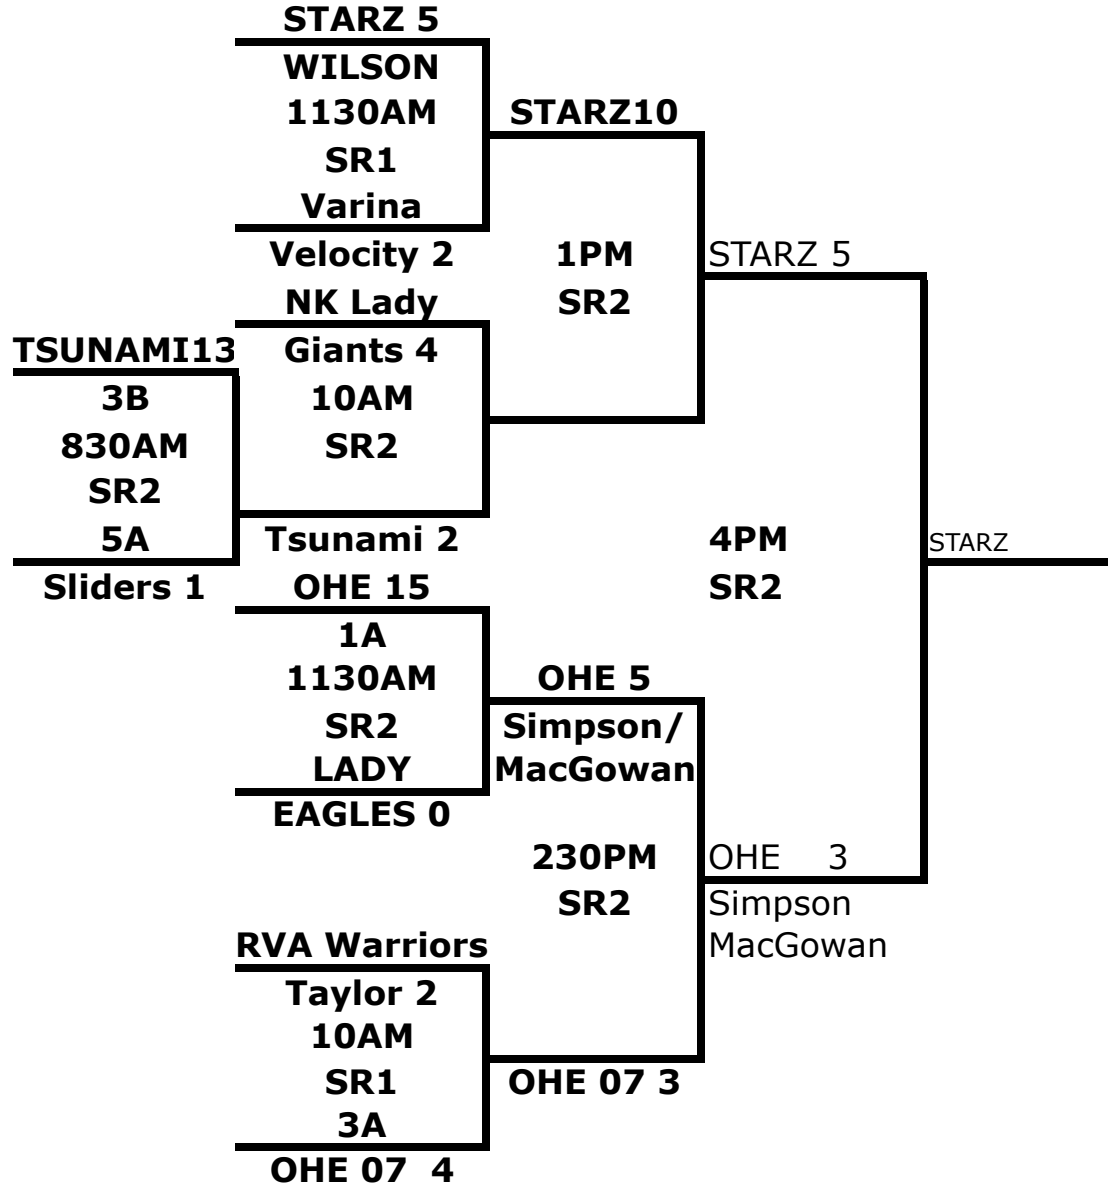 STARZ 5
WILSON
1130AM
STARZ10
SR1
Varina
Velocity 2
1PM
STARZ 5
NK Lady
SR2
TSUNAMI13
Giants 4
3B
10AM
830AM
SR2
SR2
5A
Tsunami 2
4PM
STARZ
Sliders 1
OHE 15
SR2
1A
1130AM
OHE 5
SR2
Simpson/
LADY
MacGowan
EAGLES 0
230PM
OHE 3
SR2
Simpson
RVA Warriors
MacGowan
Taylor 2
10AM
SR1
OHE 07 3
3A
OHE 07 4